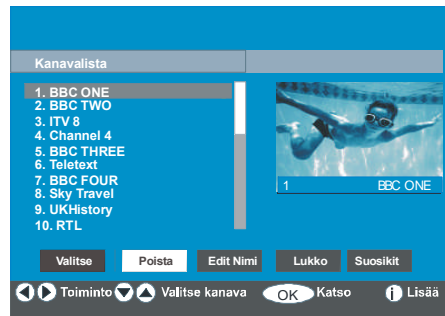 Kanavalista
1. BBC ONE
2. BBC TWO
3. ITV 8
4. Channel 4
5. BBC THREE
6. Teletext
7. BBC FOUR
8. Sky Travel
9. UKHistory
10. RTL
1 BBC ONE
Valitse Poista Edit Nimi Lukko Suosikit
Toiminto Valitse kanava OK Katso i Lisää